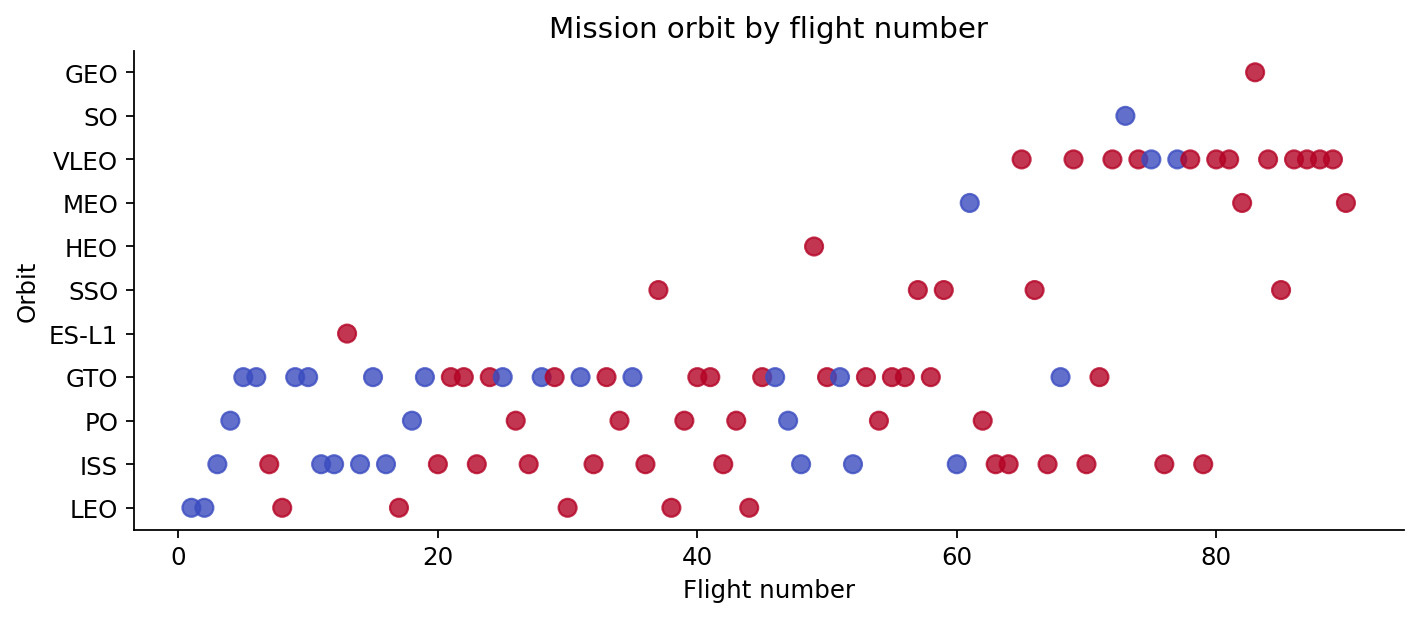 Mission orbit by flight number
GEO
SO
VLEO
MEO
HEO
SSO
ES-L1
GTO
PO
ISS
LEO
Orbit
0 20 40 60 80
Flight number